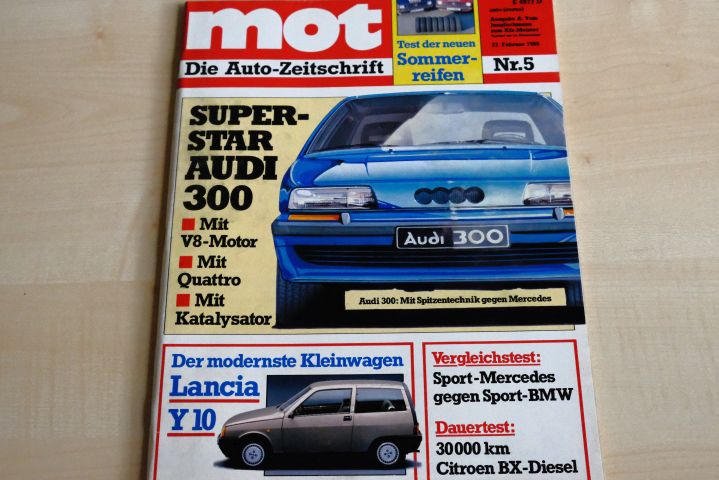 mot
Die Auto-Zeitschrift
Test der neuen
Sommer-
reifen
Nr.5
SUPER-
STAR
AUDI
300
Mit
V8-Motor
Mit
Quattro
Mit
Katalysator
Audi 300
Audi 300: Mit Spitzentechnik gegen Mercedes
Der modernste Kleinwagen
Lancia
Y 10
Vergleichstest:
Sport-Mercedes
gegen Sport-BMW
Dauertest:
30 000 km
Citroen BX-Diesel